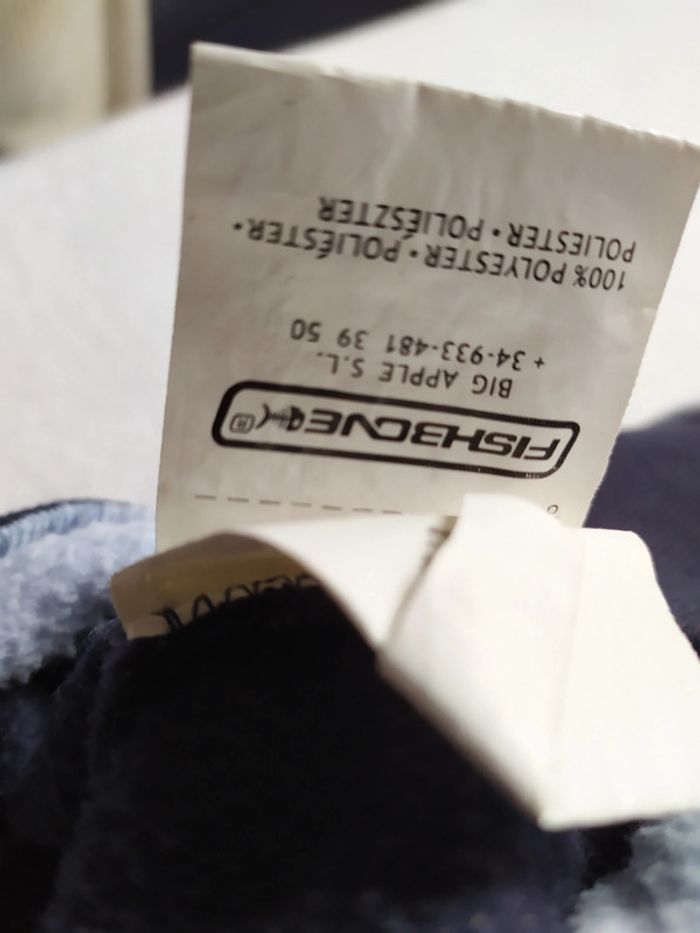 FISHBONE
BIG APPLE S.L.
+ 34-933-481 39 50
100% POLYESTER • POLIÉSTER •
POLIESTER • POLIÉSZTER